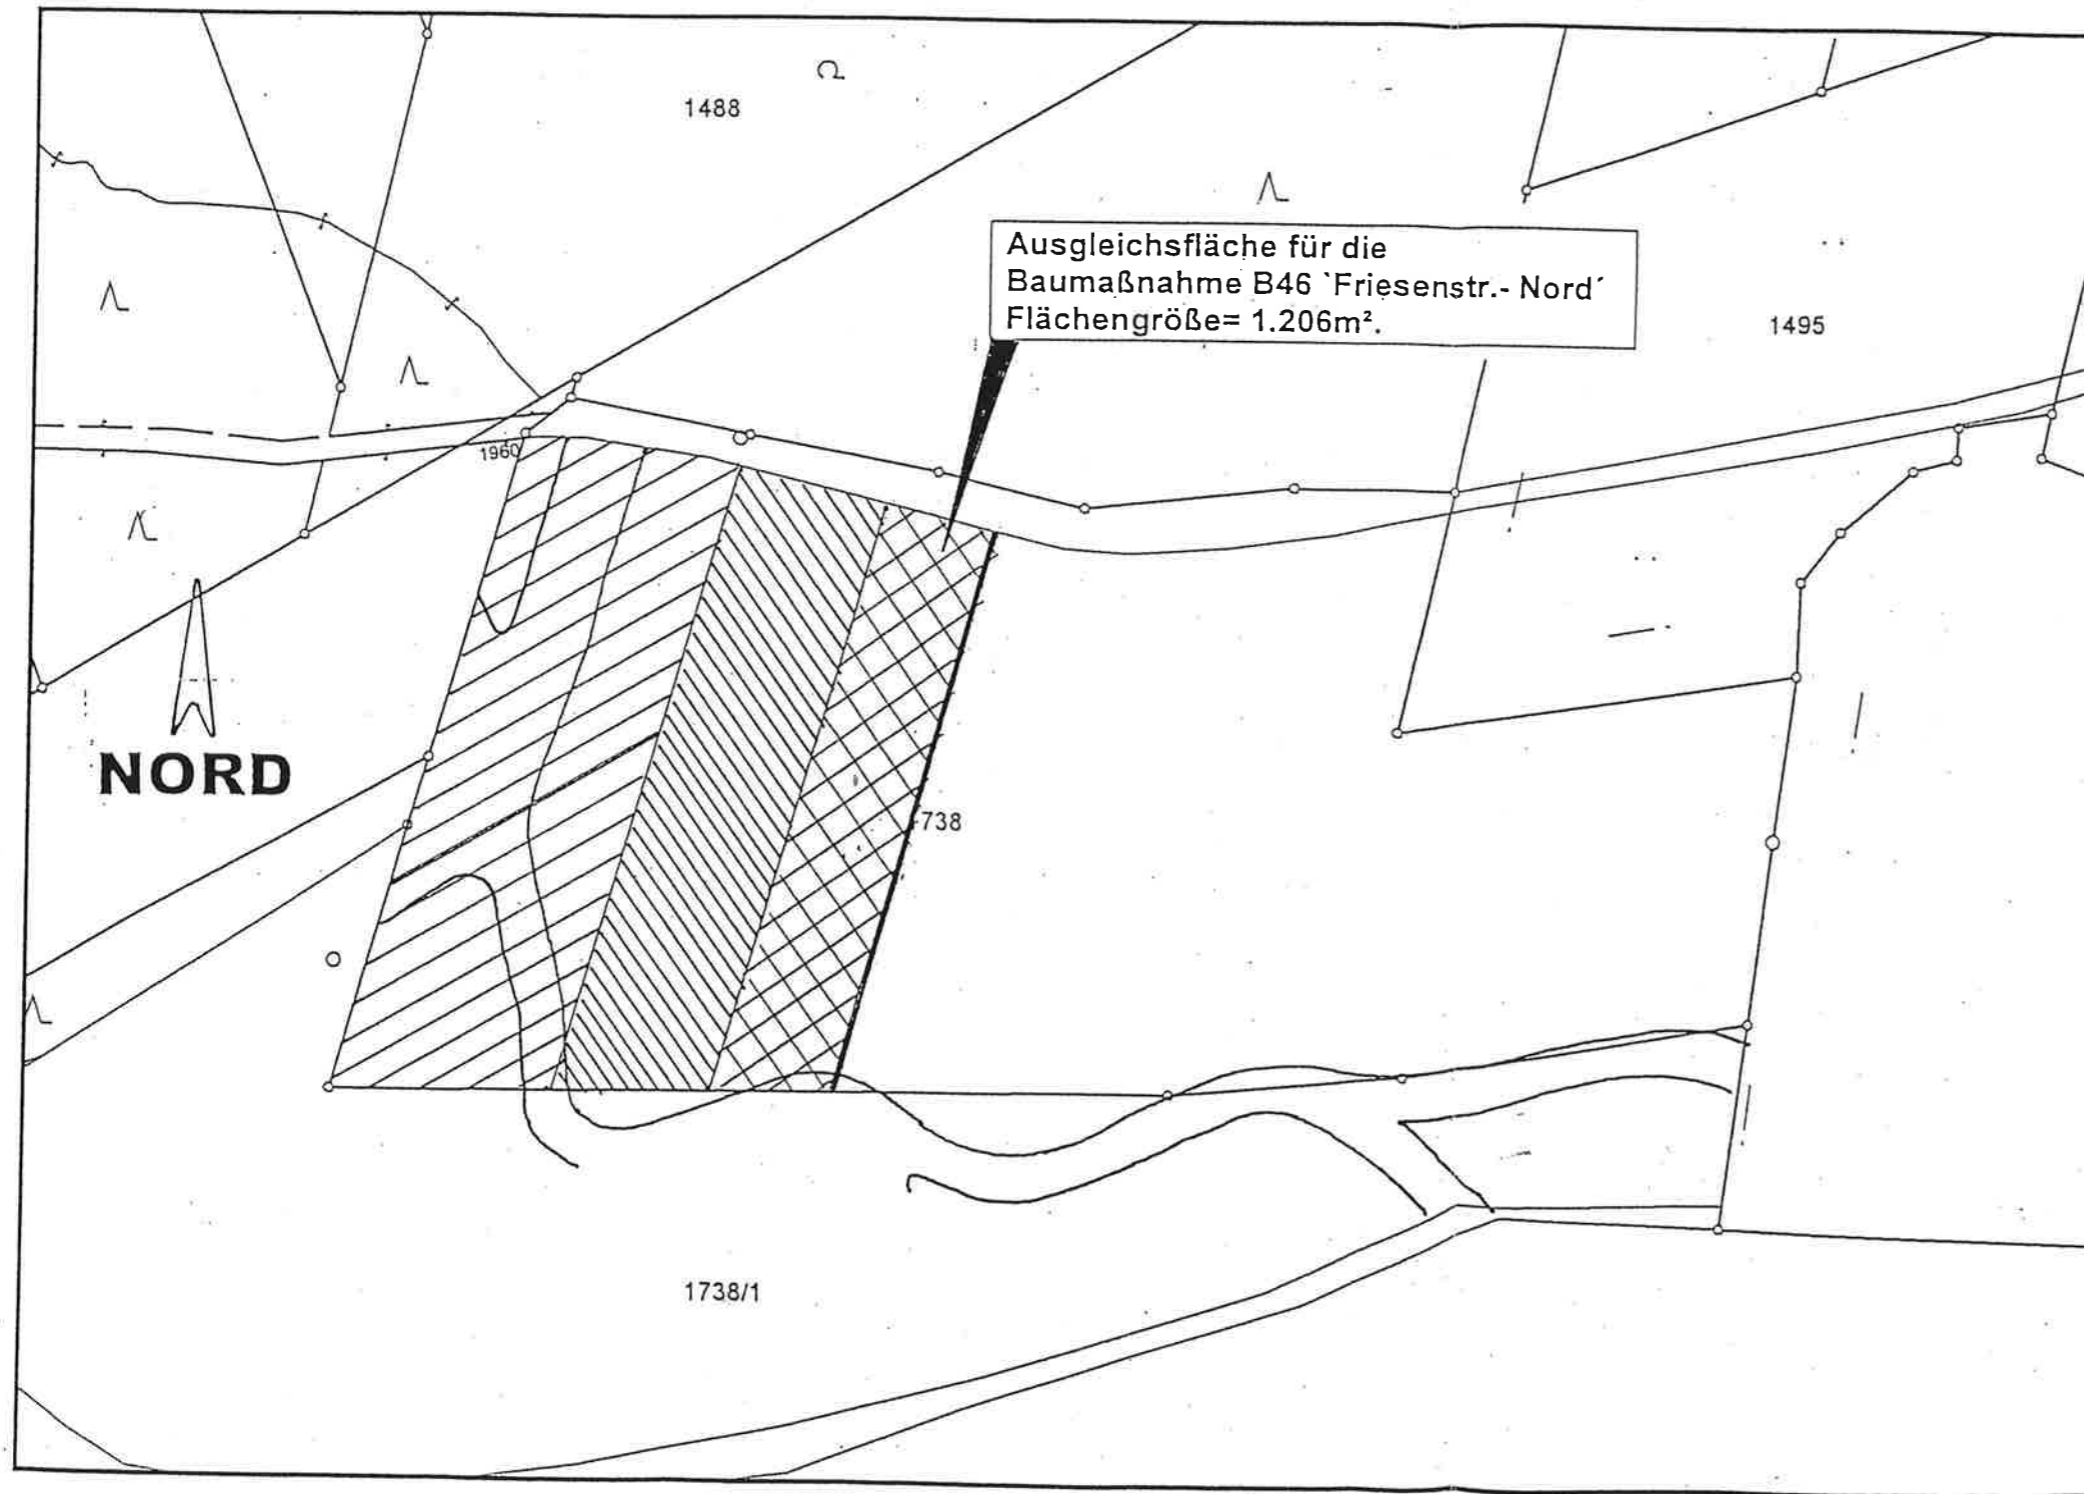 1488
Ausgleichsfläche für die
Baumaßnahme B46 `Friesenstr.- Nord´
Flächengröße= 1.206m².
1495
1960
NORD
738
1738/1